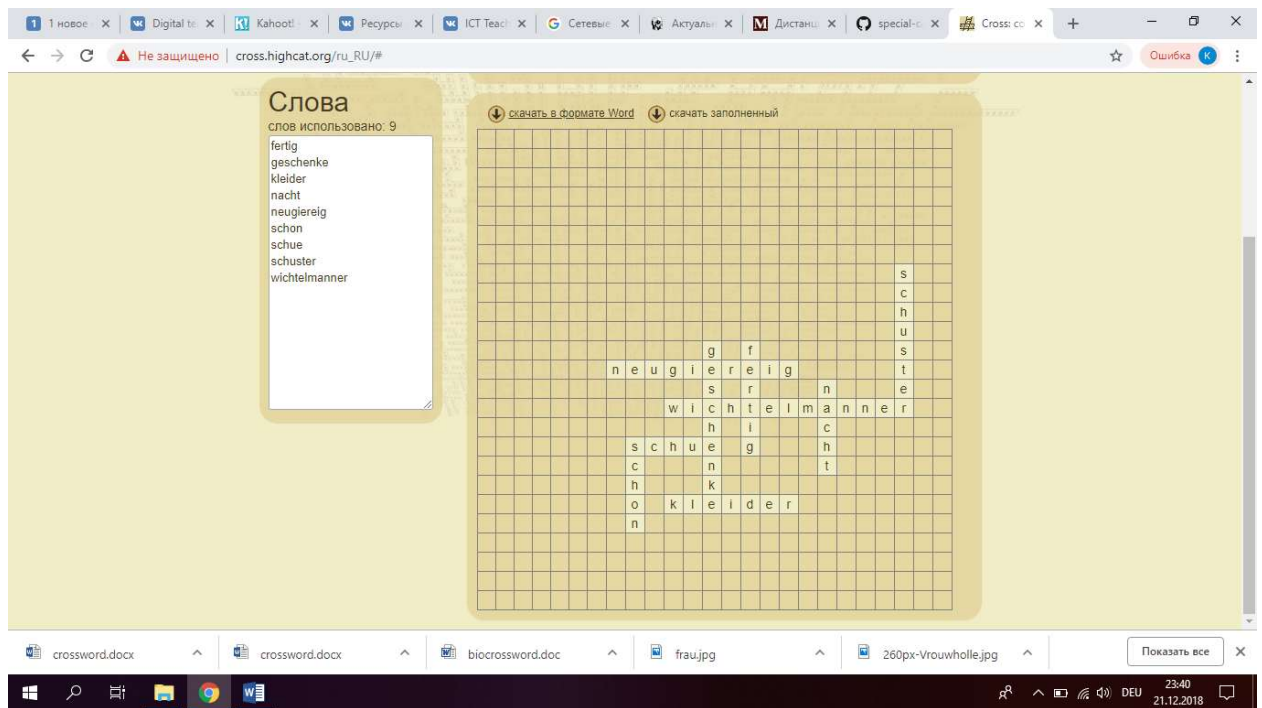 1 новое
Digital te
Kahoot!
Ресурсы
ICT Teach
Сетевые
Актуальн
Дистанц
special-c
Cross: co
Не защищено | cross.highcat.org/ru_RU/#
Ошибка K
Слова
слов использовано: 9
fertig
geschenke
kleider
nacht
neugiereig
schon
schue
schuster
wichtelmanner
скачать в формате Word скачать заполненный
s
c
h
u
g f s
n e u g i e r e i g t
s r n e
w i c h t e l m a n n e r
h i c
s c h u e g h
c n t
h k
o k l e i d e r
n
crossword.docx
crossword.docx
biocrossword.doc
frau.jpg
260px-Vrouwholle.jpg
Показать все
DEU
23:40
21.12.2018